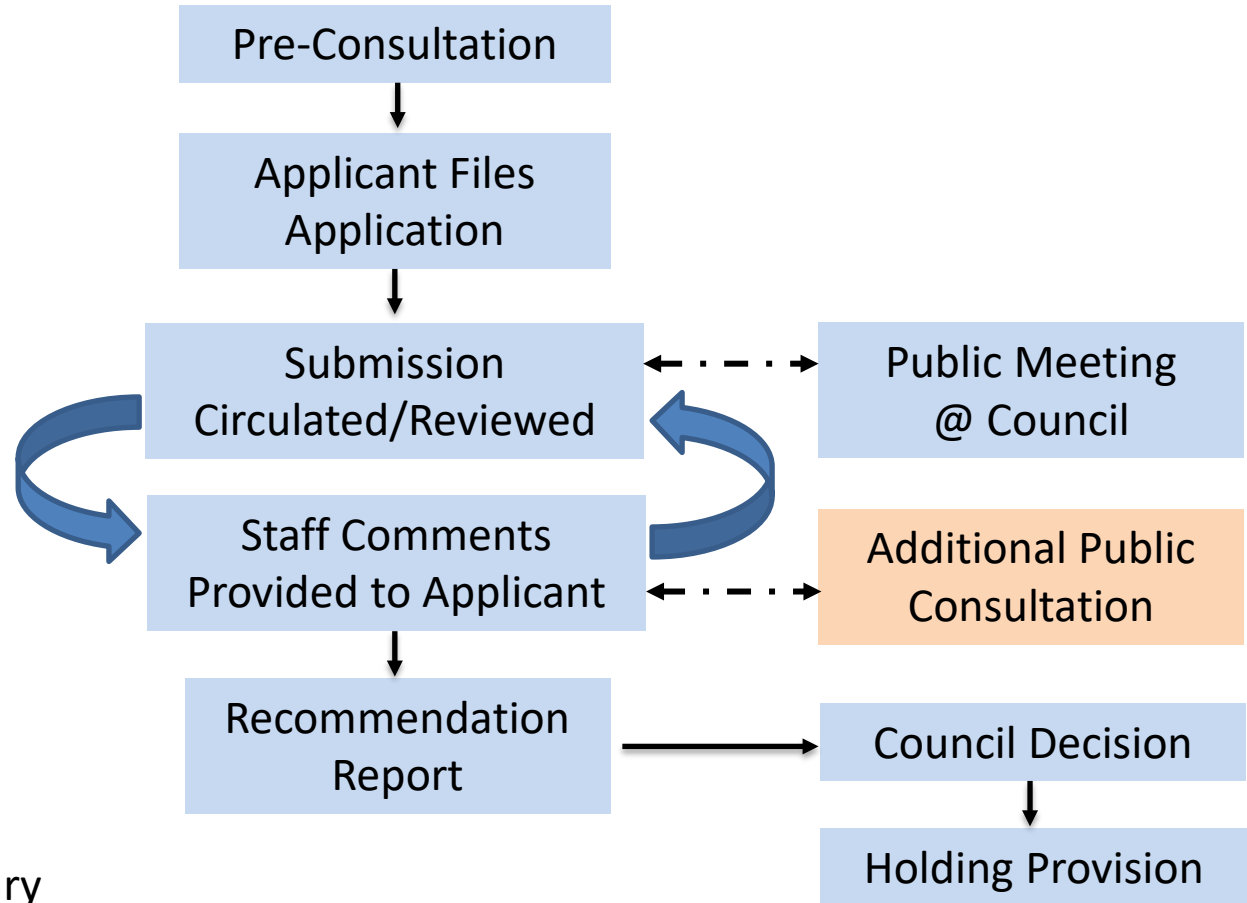 Pre-Consultation
Applicant Files
Application
Submission
Circulated/Reviewed
Public Meeting
@ Council
Staff Comments
Provided to Applicant
Additional Public
Consultation
Recommendation
Report
Council Decision
Holding Provision
ry